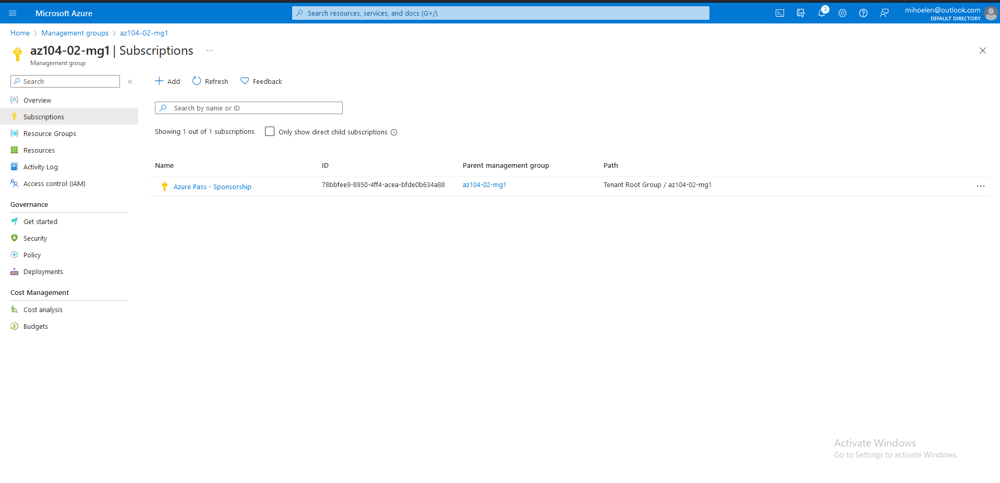 Microsoft Azure
Search resources, services, and docs (G+/)
2
mihoelen@outlook.com
DEFAULT DIRECTORY
Home > Management groups > az104-02-mg1
az104-02-mg1 | Subscriptions ...
Management group
Search
«
Add
Refresh
Feedback
Overview
Subscriptions
Resource Groups
Resources
Activity Log
Access control (IAM)
Governance
Get started
Security
Policy
Deployments
Cost Management
Cost analysis
Budgets
Search by name or ID
Showing 1 out of 1 subscriptions
Only show direct child subscriptions
Name ID Parent management group Path
Azure Pass - Sponsorship 78bbfee9-8950-4ff4-acea-bfde0b634a88 az104-02-mg1 Tenant Root Group / az104-02-mg1 ...
Activate Windows
Go to Settings to activate Windows.